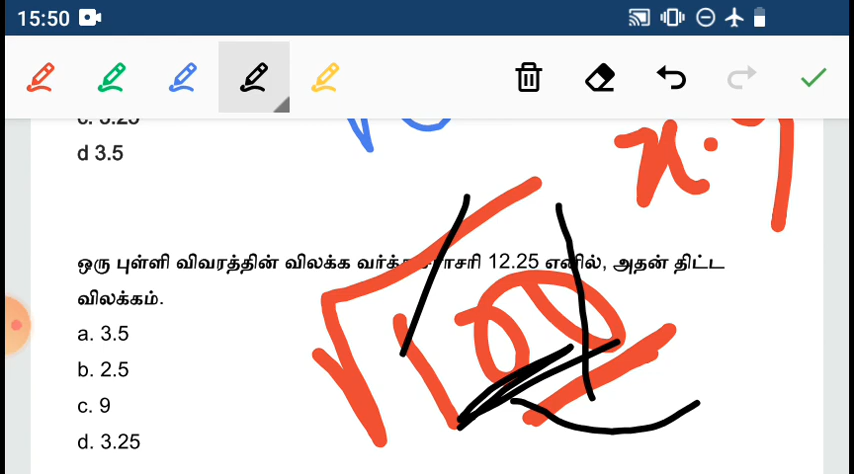 15:50
d 3.5
x.
ஒரு புள்ளி விவரத்தின் விலக்க வர்க்க சராசரி 12.25 எனில், அதன் திட்ட
விலக்கம்.
a. 3.5
b. 2.5
c. 9
d. 3.25